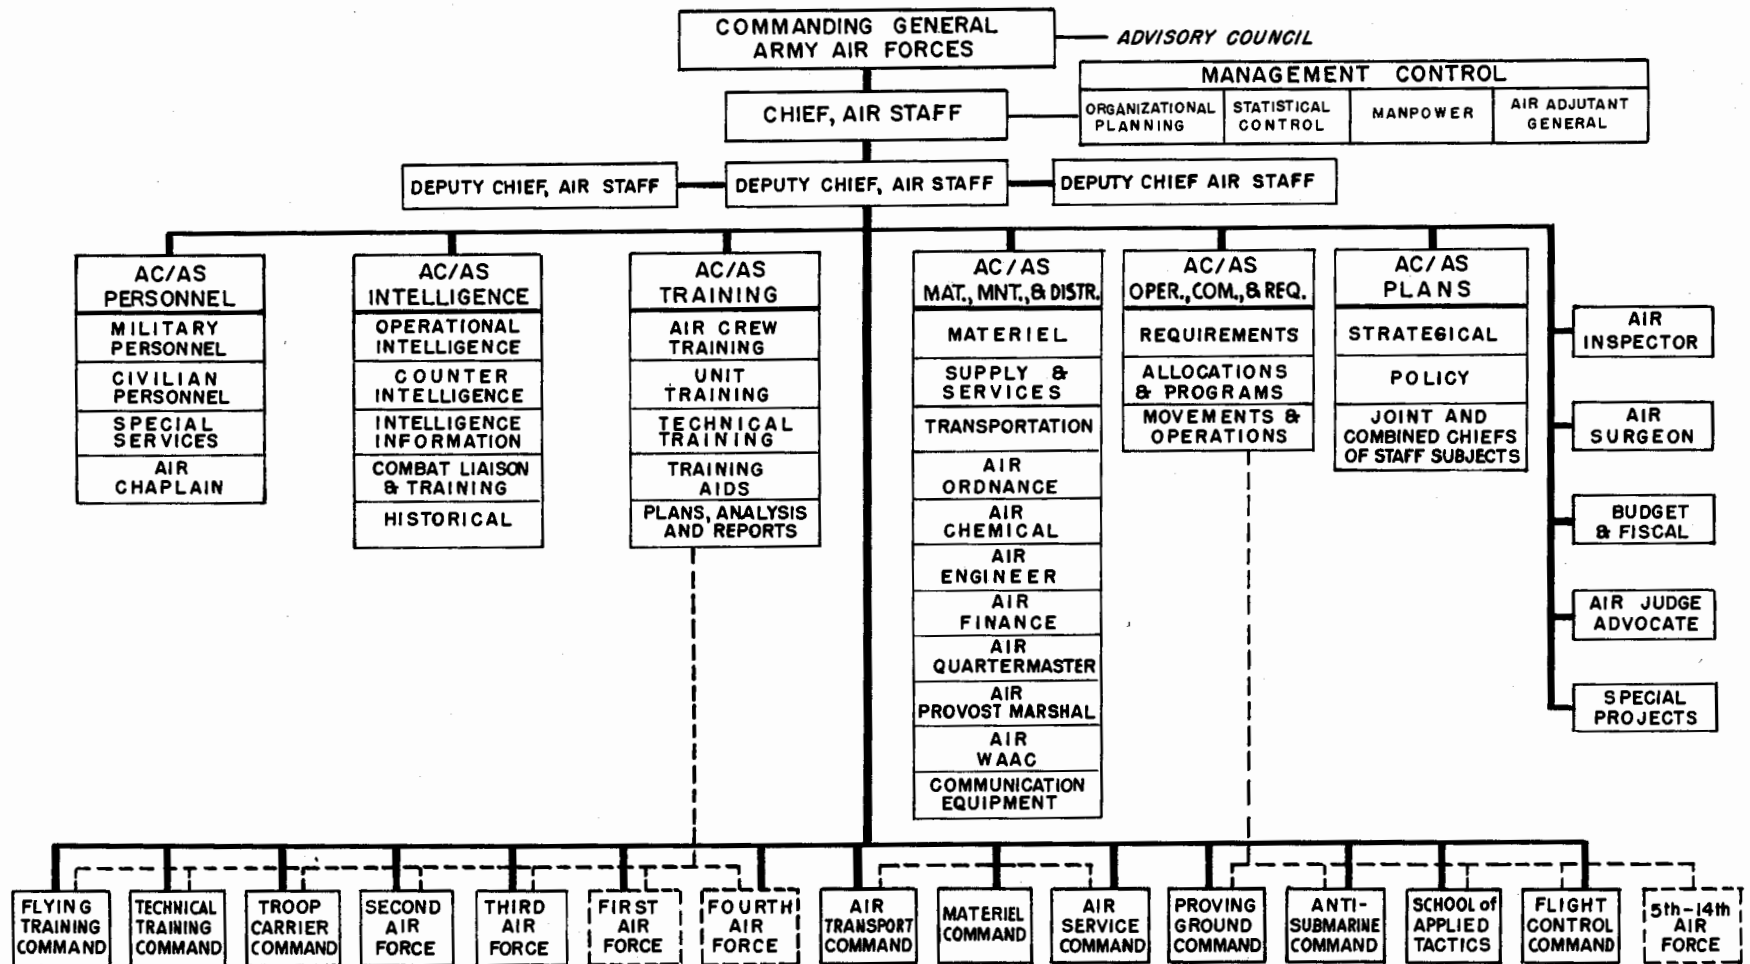 COMMANDING GENERAL
ARMY AIR FORCES
ADVISORY COUNCIL
MANAGEMENT CONTROL
ORGANIZATIONAL
PLANNING
STATISTICAL
CONTROL
MANPOWER
AIR ADJUTANT
GENERAL
CHIEF, AIR STAFF
DEPUTY CHIEF, AIR STAFF
DEPUTY CHIEF, AIR STAFF
DEPUTY CHIEF AIR STAFF
AC/AS
PERSONNEL
MILITARY
PERSONNEL
CIVILIAN
PERSONNEL
SPECIAL
SERVICES
AIR
CHAPLAIN
AC/AS
INTELLIGENCE
OPERATIONAL
INTELLIGENCE
COUNTER
INTELLIGENCE
INTELLIGENCE
INFORMATION
COMBAT LIAISON
& TRAINING
HISTORICAL
AC/AS
TRAINING
AIR CREW
TRAINING
UNIT
TRAINING
TECHNICAL
TRAINING
TRAINING
AIDS
PLANS, ANALYSIS
AND REPORTS
AC/AS
MAT., MNT., & DISTR.
MATERIEL
SUPPLY &
SERVICES
TRANSPORTATION
AIR
ORDNANCE
AIR
CHEMICAL
AIR
ENGINEER
AIR
FINANCE
AIR
QUARTERMASTER
AIR
PROVOST MARSHAL
AIR
WAAC
COMMUNICATION
EQUIPMENT
AC/AS
OPER., COM., & REQ.
REQUIREMENTS
ALLOCATIONS
& PROGRAMS
MOVEMENTS &
OPERATIONS
AC/AS
PLANS
STRATEGICAL
POLICY
JOINT AND
COMBINED CHIEFS
OF STAFF SUBJECTS
AIR
INSPECTOR
AIR
SURGEON
BUDGET
& FISCAL
AIR JUDGE
ADVOCATE
SPECIAL
PROJECTS
FLYING
TRAINING
COMMAND
TECHNICAL
TRAINING
COMMAND
TROOP
CARRIER
COMMAND
SECOND
AIR
FORCE
THIRD
AIR
FORCE
FIRST
AIR
FORCE
FOURTH
AIR
FORCE
AIR
TRANSPORT
COMMAND
MATERIEL
COMMAND
AIR
SERVICE
COMMAND
PROVING
GROUND
COMMAND
ANTI-
SUBMARINE
COMMAND
SCHOOL of
APPLIED
TACTICS
FLIGHT
CONTROL
COMMAND
5th-14th
AIR
FORCE